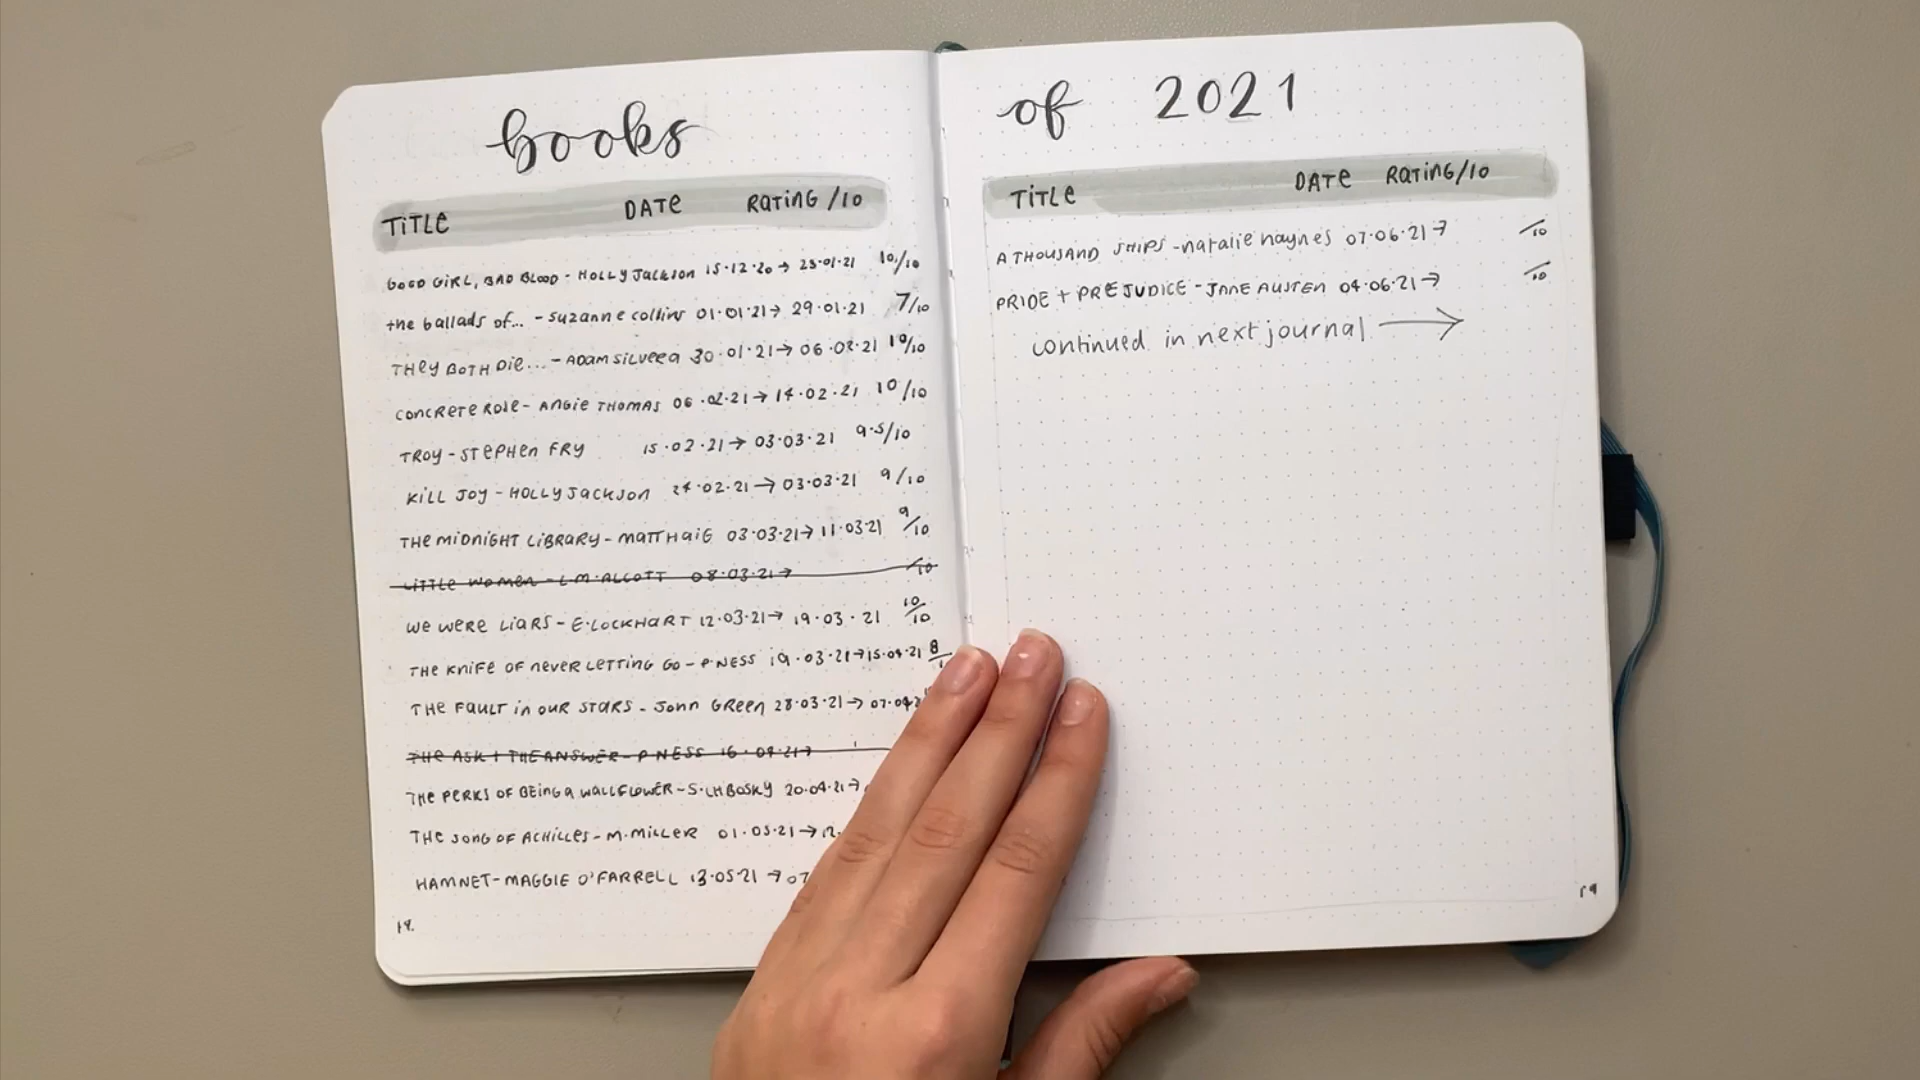 books
TITLE DATE RATING /10
GOOD GIRL, BAD BLOOD - HOLLY JACKSON 15.12.20 → 25.01.21 10/10
the ballads of... - suzanne collins 01.01.21 → 29.01.21 7/10
THEY BOTH DIE... - ADAM SILVERA 30.01.21 → 06.02.21 10/10
CONCRETE ROSE - ANGIE THOMAS 06.02.21 → 14.02.21 10/10
TROY - STEPHEN FRY 15.02.21 → 03.03.21 9.5/10
KILL JOY - HOLLY JACKSON 24.02.21 → 03.03.21 9/10
THE MIDNIGHT LIBRARY - MATT HAIG 03.03.21 → 11.03.21 9/10
LITTLE WOMEN - L.M. ALCOTT 08.03.21 → /10
WE WERE LIARS - E. LOCKHART 12.03.21 → 19.03.21 10/10
THE KNIFE OF NEVER LETTING GO - P. NESS 19.03.21 → 15.04.21 8/
THE FAULT IN OUR STARS - JOHN GREEN 28.03.21 → 07.04.2
THE ASK + THE ANSWER - P NESS 16.04.21 →
THE PERKS OF BEING A WALLFLOWER - S. CHBOSKY 20.04.21 →
THE SONG OF ACHILLES - M. MILLER 01.05.21 → 12.
HAMNET - MAGGIE O'FARRELL 13.05.21 → 07
18.
of 2021
TITLE DATE RATING/10
A THOUSAND SHIPS - natalie haynes 07.06.21 → /10
PRIDE + PREJUDICE - JANE AUSTEN 04.06.21 → /10
continued in next journal →
19